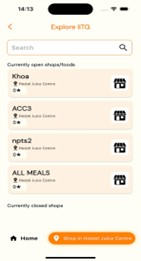 14:13
Explore IITG
Search
Currently open shops/foods
Khoa
Hostel Juice Centre
0★
ACC3
Hostel Juice Centre
0★
npts2
Hostel Juice Centre
0★
ALL MEALS
Hostel Juice Centre
0★
Currently closed shops
Home
Shop in Hostel Juice Centre